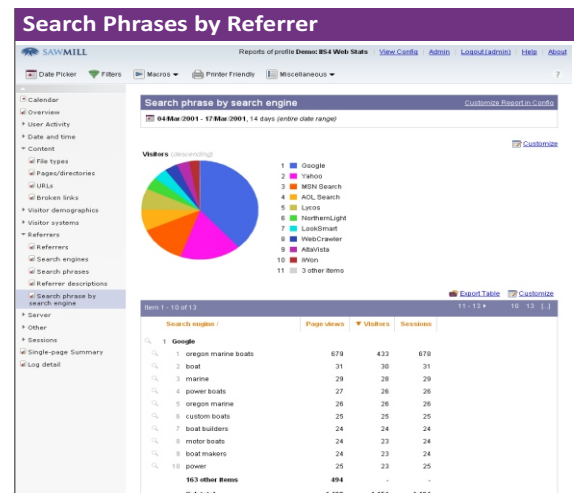 Search Phrases by Referrer
SAWMILL
Reports of profile Demo: IIS4 Web Stats View Config Admin Logout (admin) Help About
Date Picker Filters Macros Printer Friendly Miscellaneous ?
Calendar
Overview
User Activity
Date and time
Content
File types
Pages/directories
URLs
Broken links
Visitor demographics
Visitor systems
Referrers
Referrers
Search engines
Search phrases
Referrer descriptions
Search phrase by
search engine
Server
Other
Sessions
Single-page Summary
Log detail
Search phrase by search engine Customize Report in Config
04/Mar/2001 - 17/Mar/2001, 14 days (entire date range)
Customize
Visitors (descending)
1 Google
2 Yahoo
3 MSN Search
4 AOL Search
5 Lycos
6 NorthernLight
7 LookSmart
8 WebCrawler
9 AltaVista
10 iWon
11 3 other items
Export Table Customize
Item 1 - 10 of 13 11 - 13 10 13 [..]
Search engine / Page views Visitors Sessions
1 Google
1 oregon marine boats 679 433 678
2 boat 31 30 31
3 marine 29 28 29
4 power boats 27 26 26
5 oregon marine 26 26 26
6 custom boats 25 25 25
7 boat builders 24 24 24
8 motor boats 24 23 24
9 boat makers 24 23 24
10 power 25 23 25
163 other items 494 - -